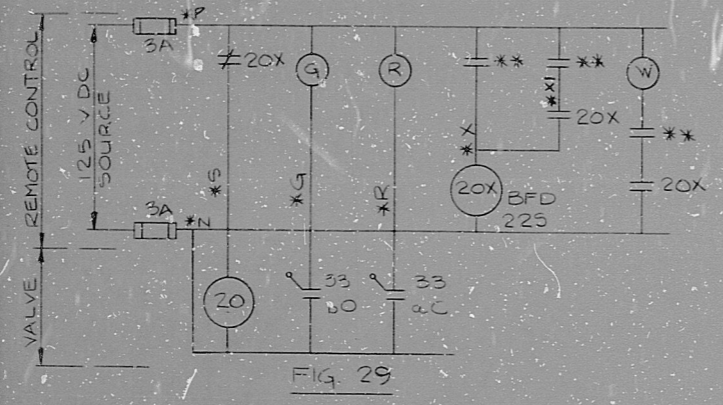 *P
3A
20X
G
R
**
**
W
*X1
20X
*X
**
20X
*S
*G
*R
20X
BFD
225
125 V DC
SOURCE
REMOTE CONTROL
3A
*N
VALVE
20
33
bO
33
aC
FIG. 29